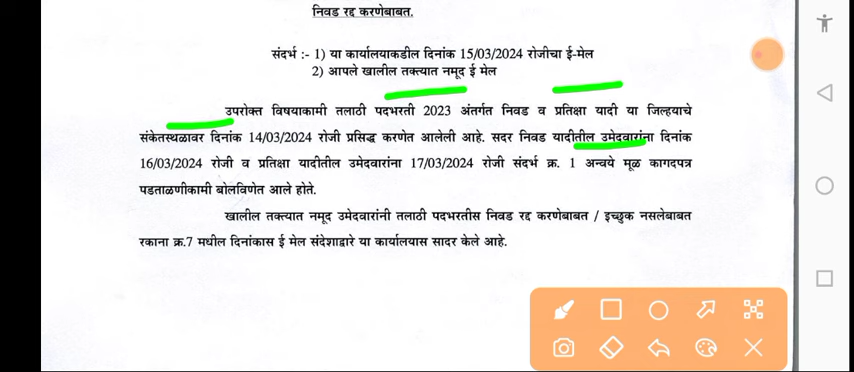 निवड रद्द करणेबाबत.
संदर्भ :- 1) या कार्यालयाकडील दिनांक 15/03/2024 रोजीचा ई-मेल
2) आपले खालील तक्त्यात नमूद ई मेल
उपरोक्त विषयाकामी तलाठी पदभरती 2023 अंतर्गत निवड व प्रतिक्षा यादी या जिल्हयाचे
संकेतस्थळावर दिनांक 14/03/2024 रोजी प्रसिद्ध करणेत आलेली आहे. सदर निवड यादीतील उमेदवारांना दिनांक
16/03/2024 रोजी व प्रतिक्षा यादीतील उमेदवारांना 17/03/2024 रोजी संदर्भ क्र. 1 अन्वये मूळ कागदपत्र
पडताळणीकामी बोलविणेत आले होते.
खालील तक्त्यात नमूद उमेदवारांनी तलाठी पदभरतीस निवड रद्द करणेबाबत / इच्छुक नसलेबाबत
रकाना क्र.7 मधील दिनांकास ई मेल संदेशाद्वारे या कार्यालयास सादर केले आहे.